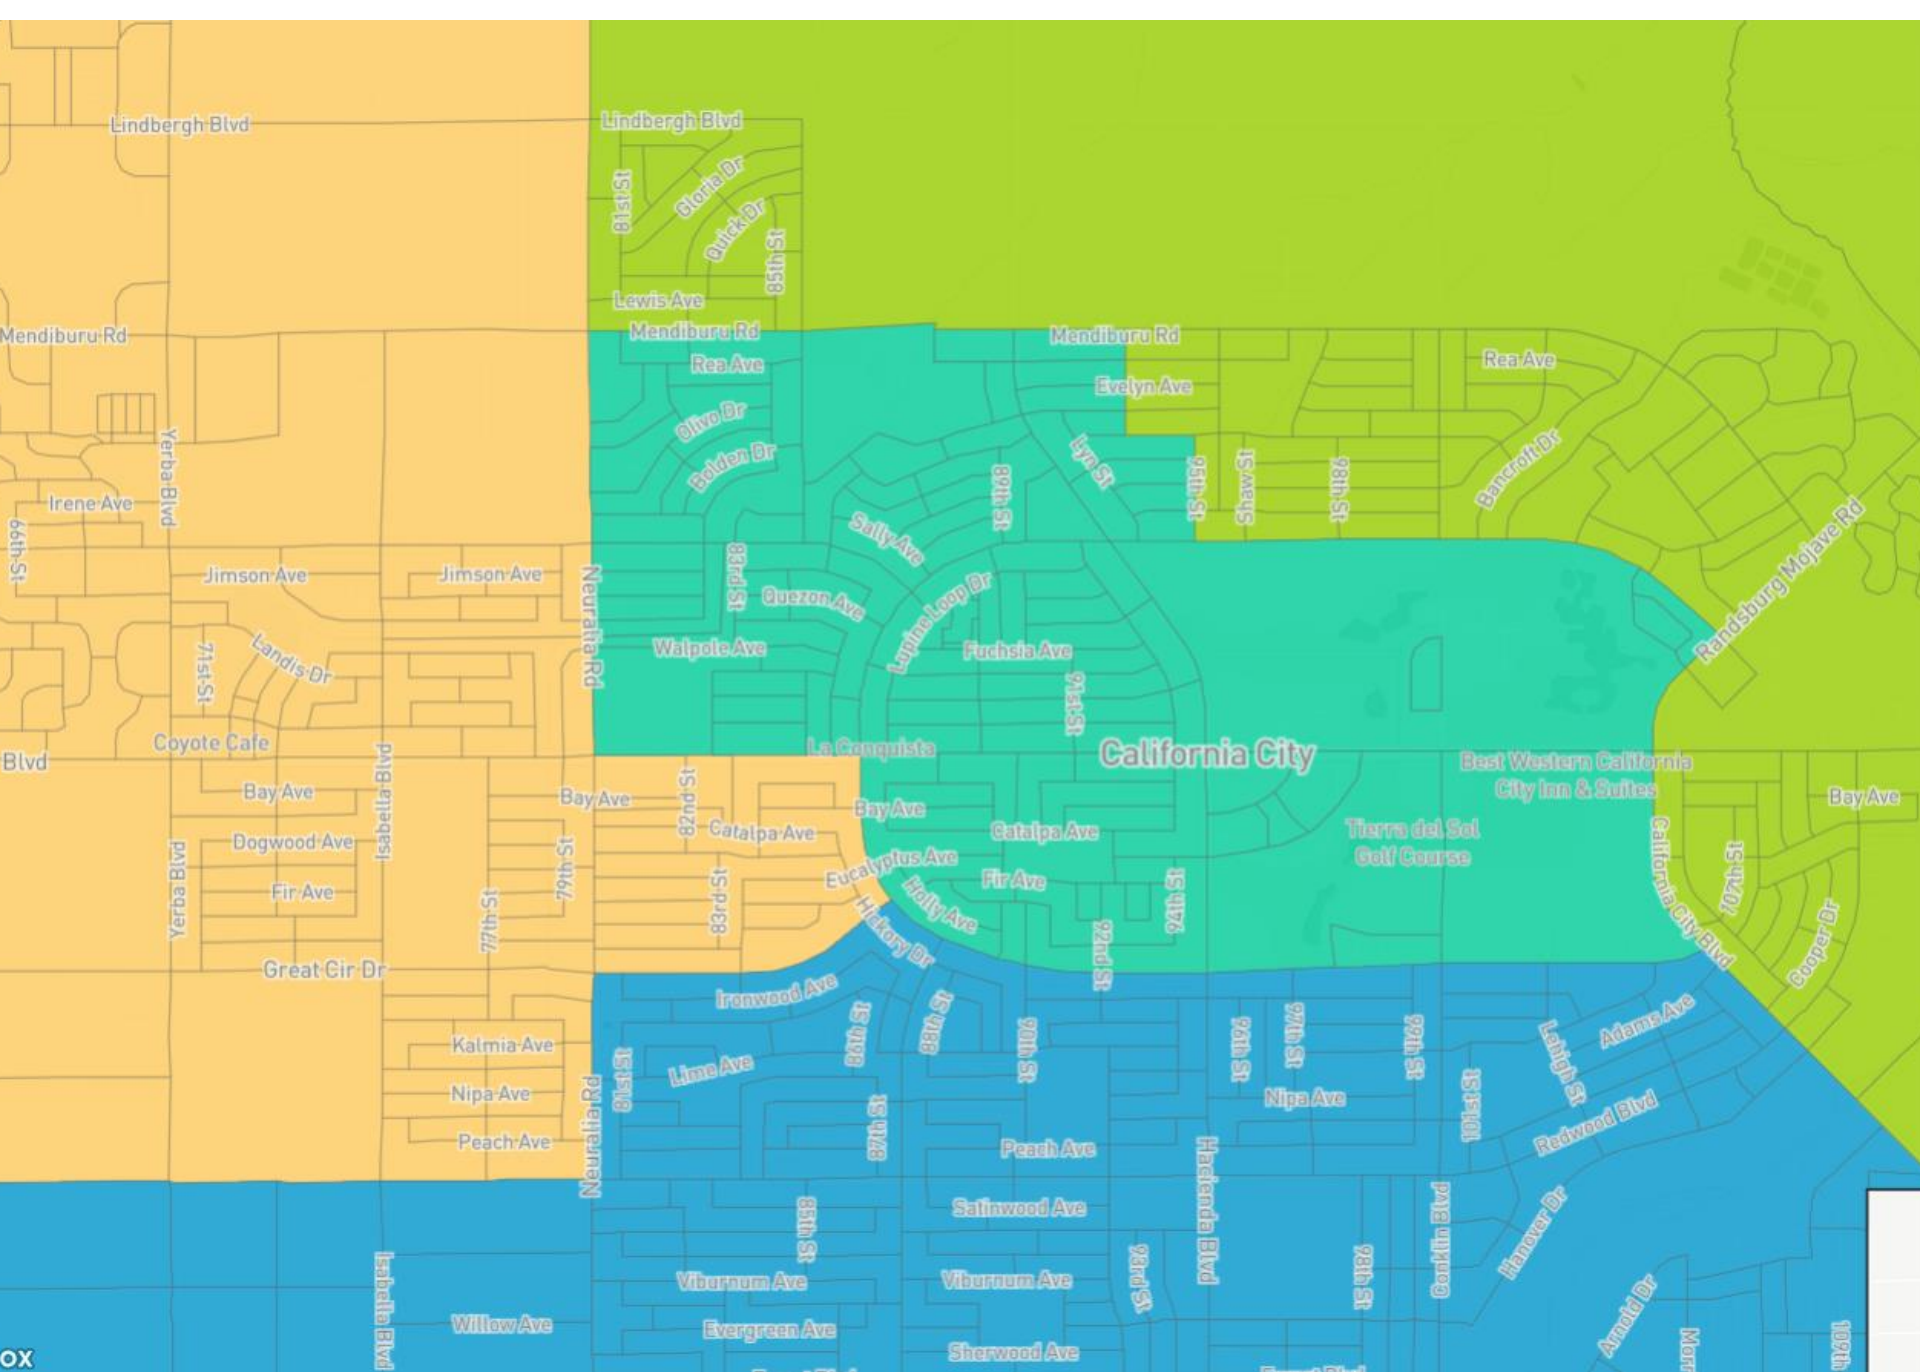 Lindbergh Blvd
Lindbergh Blvd
Gloria Dr
81st St
Quick Dr
85th St
Lewis Ave
Mendiburu Rd
Mendiburu Rd
Mendiburu Rd
Rea Ave
Rea Ave
Evelyn Ave
Olivo Dr
Bolden Dr
Lyn St
Bancroft Dr
Yerba Blvd
89th St
95th St
Shaw St
98th St
Irene Ave
66th St
Sally Ave
Randsburg Mojave Rd
Jimson Ave
Jimson Ave
Neuralia Rd
83rd St
Quezon Ave
Lupine Loop Dr
Landis Dr
71st St
Walpole Ave
Fuchsia Ave
91st St
Coyote Cafe
La Conquista
California City
Blvd
Best Western California
City Inn & Suites
Bay Ave
Bay Ave
Bay Ave
Bay Ave
Isabella Blvd
82nd St
Catalpa Ave
Catalpa Ave
Tierra del Sol
Golf Course
Dogwood Ave
Eucalyptus Ave
79th St
Yerba Blvd
Fir Ave
Fir Ave
83rd St
Holly Ave
94th St
California City Blvd
107th St
77th St
Hickory Dr
92nd St
Cooper Dr
Great Cir Dr
Ironwood Ave
86th St
88th St
90th St
96th St
97th St
99th St
Lehigh St
Adams Ave
Kalmia Ave
Lime Ave
81st St
Nipa Ave
Nipa Ave
Neuralia Rd
87th St
101st St
Redwood Blvd
Peach Ave
Peach Ave
Hacienda Blvd
Satinwood Ave
85th St
Conklin Blvd
Hanover Dr
Isabella Blvd
Viburnum Ave
Viburnum Ave
93rd St
98th St
Arnold Dr
Willow Ave
Evergreen Ave
Sherwood Ave
Mor
109th
ox